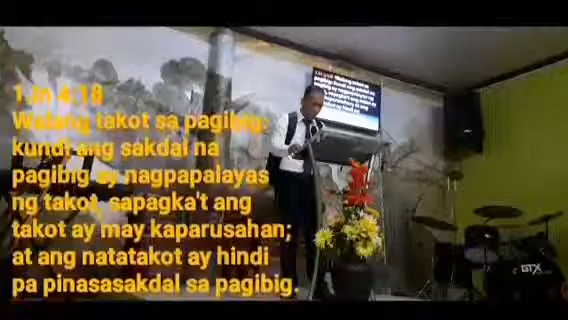 1 Jn 4:18
Walang takot sa pagibig:
kundi ang sakdal na
pagibig ay nagpapalayas
ng takot, sapagka't ang
takot ay may kaparusahan;
at ang natatakot ay hindi
pa pinasasakdal sa pagibig.
GTX